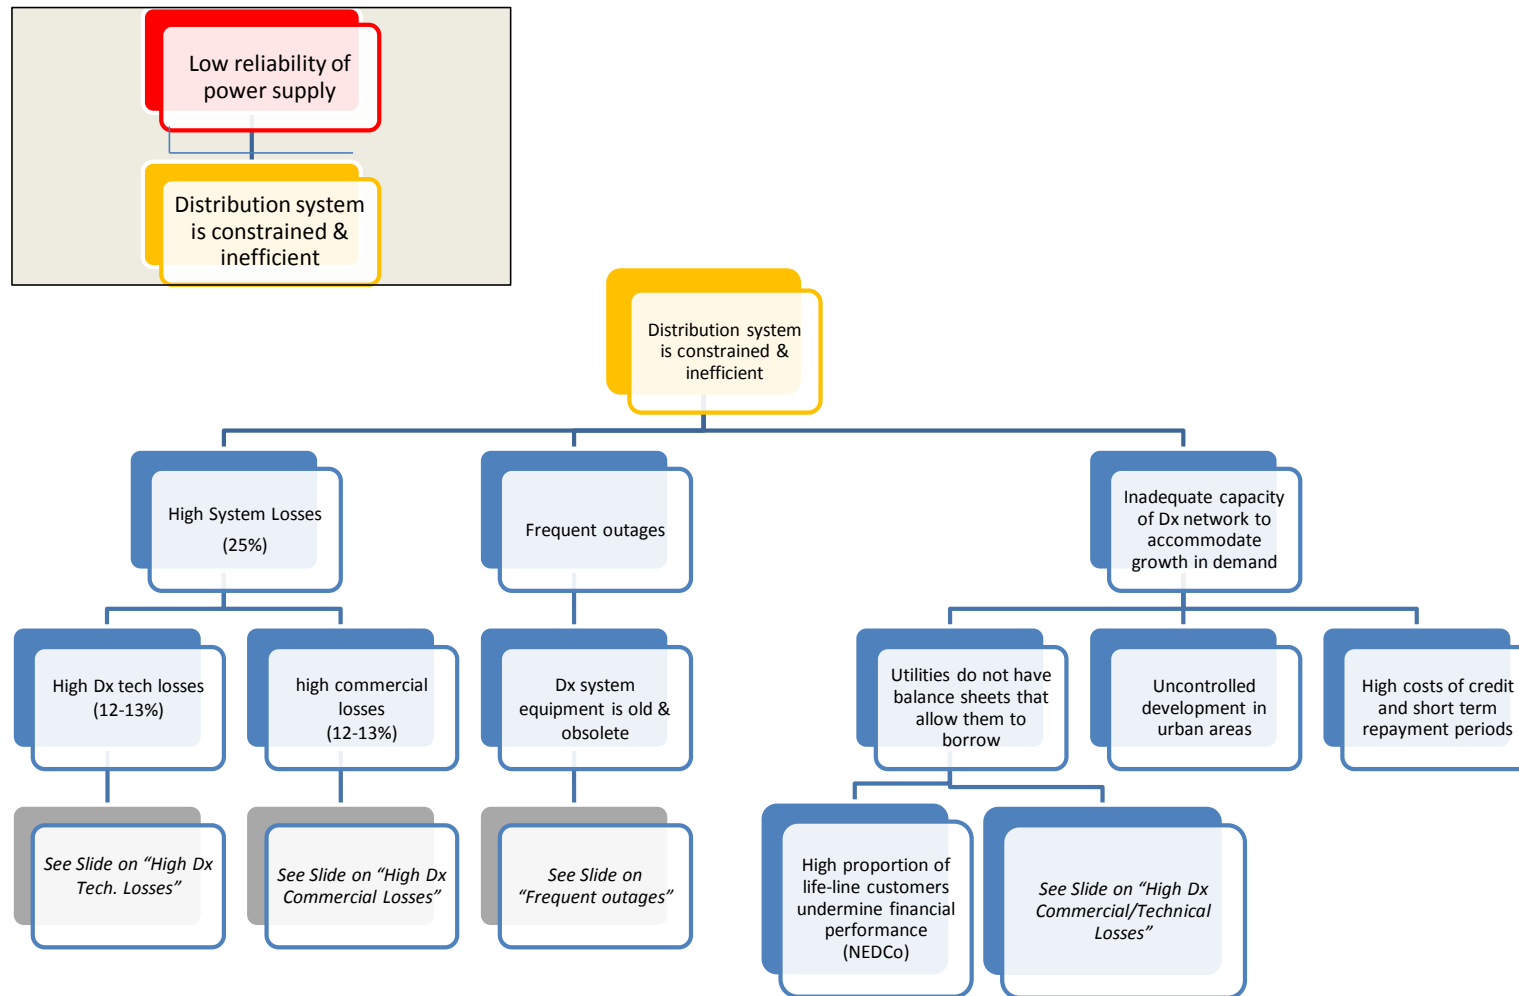 Low reliability of
power supply
Distribution system
is constrained &
inefficient
Distribution system
is constrained &
inefficient
High System Losses
(25%)
Frequent outages
Inadequate capacity
of Dx network to
accommodate
growth in demand
High Dx tech losses
(12-13%)
high commercial
losses
(12-13%)
Dx system
equipment is old &
obsolete
Utilities do not have
balance sheets that
allow them to
borrow
Uncontrolled
development in
urban areas
High costs of credit
and short term
repayment periods
See Slide on “High Dx
Tech. Losses”
See Slide on “High Dx
Commercial Losses”
See Slide on
“Frequent outages”
High proportion of
life-line customers
undermine financial
performance
(NEDCo)
See Slide on “High Dx
Commercial/Technical
Losses”